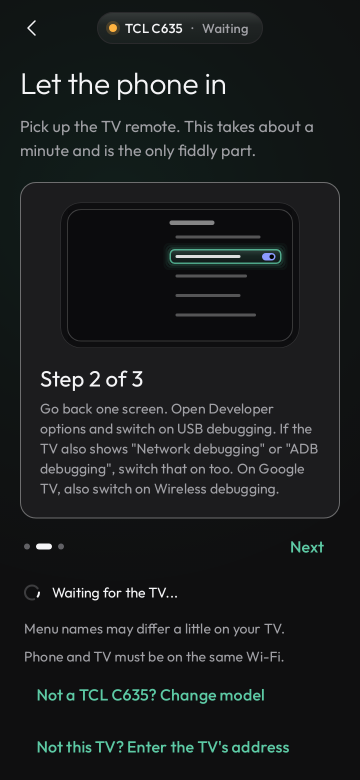 TCL C635 · Waiting
Let the phone in
Pick up the TV remote. This takes about a
minute and is the only fiddly part.
Step 2 of 3
Go back one screen. Open Developer
options and switch on USB debugging. If the
TV also shows "Network debugging" or "ADB
debugging", switch that on too. On Google
TV, also switch on Wireless debugging.
Next
Waiting for the TV...
Menu names may differ a little on your TV.
Phone and TV must be on the same Wi-Fi.
Not a TCL C635? Change model
Not this TV? Enter the TV's address